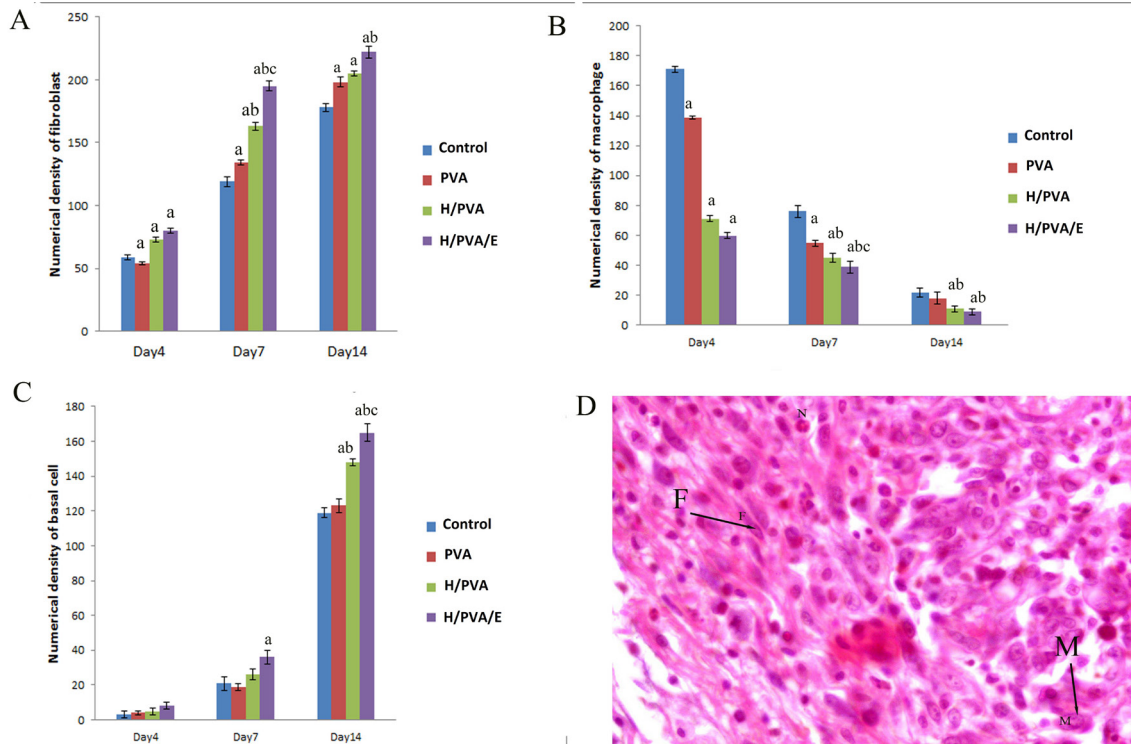 A
Numerical density of fibroblast
250
200
150
100
50
0
a a a
a ab abc
a a ab
Day4 Day7 Day14
Control
PVA
H/PVA
H/PVA/E
B
Numerical density of macrophage
200
180
160
140
120
100
80
60
40
20
0
a a a
a ab abc
ab ab
Day4 Day7 Day14
Control
PVA
H/PVA
H/PVA/E
C
Numerical density of basal cell
180
160
140
120
100
80
60
40
20
0
a
ab abc
Day4 Day7 Day14
Control
PVA
H/PVA
H/PVA/E
D
N
F
F
M
M